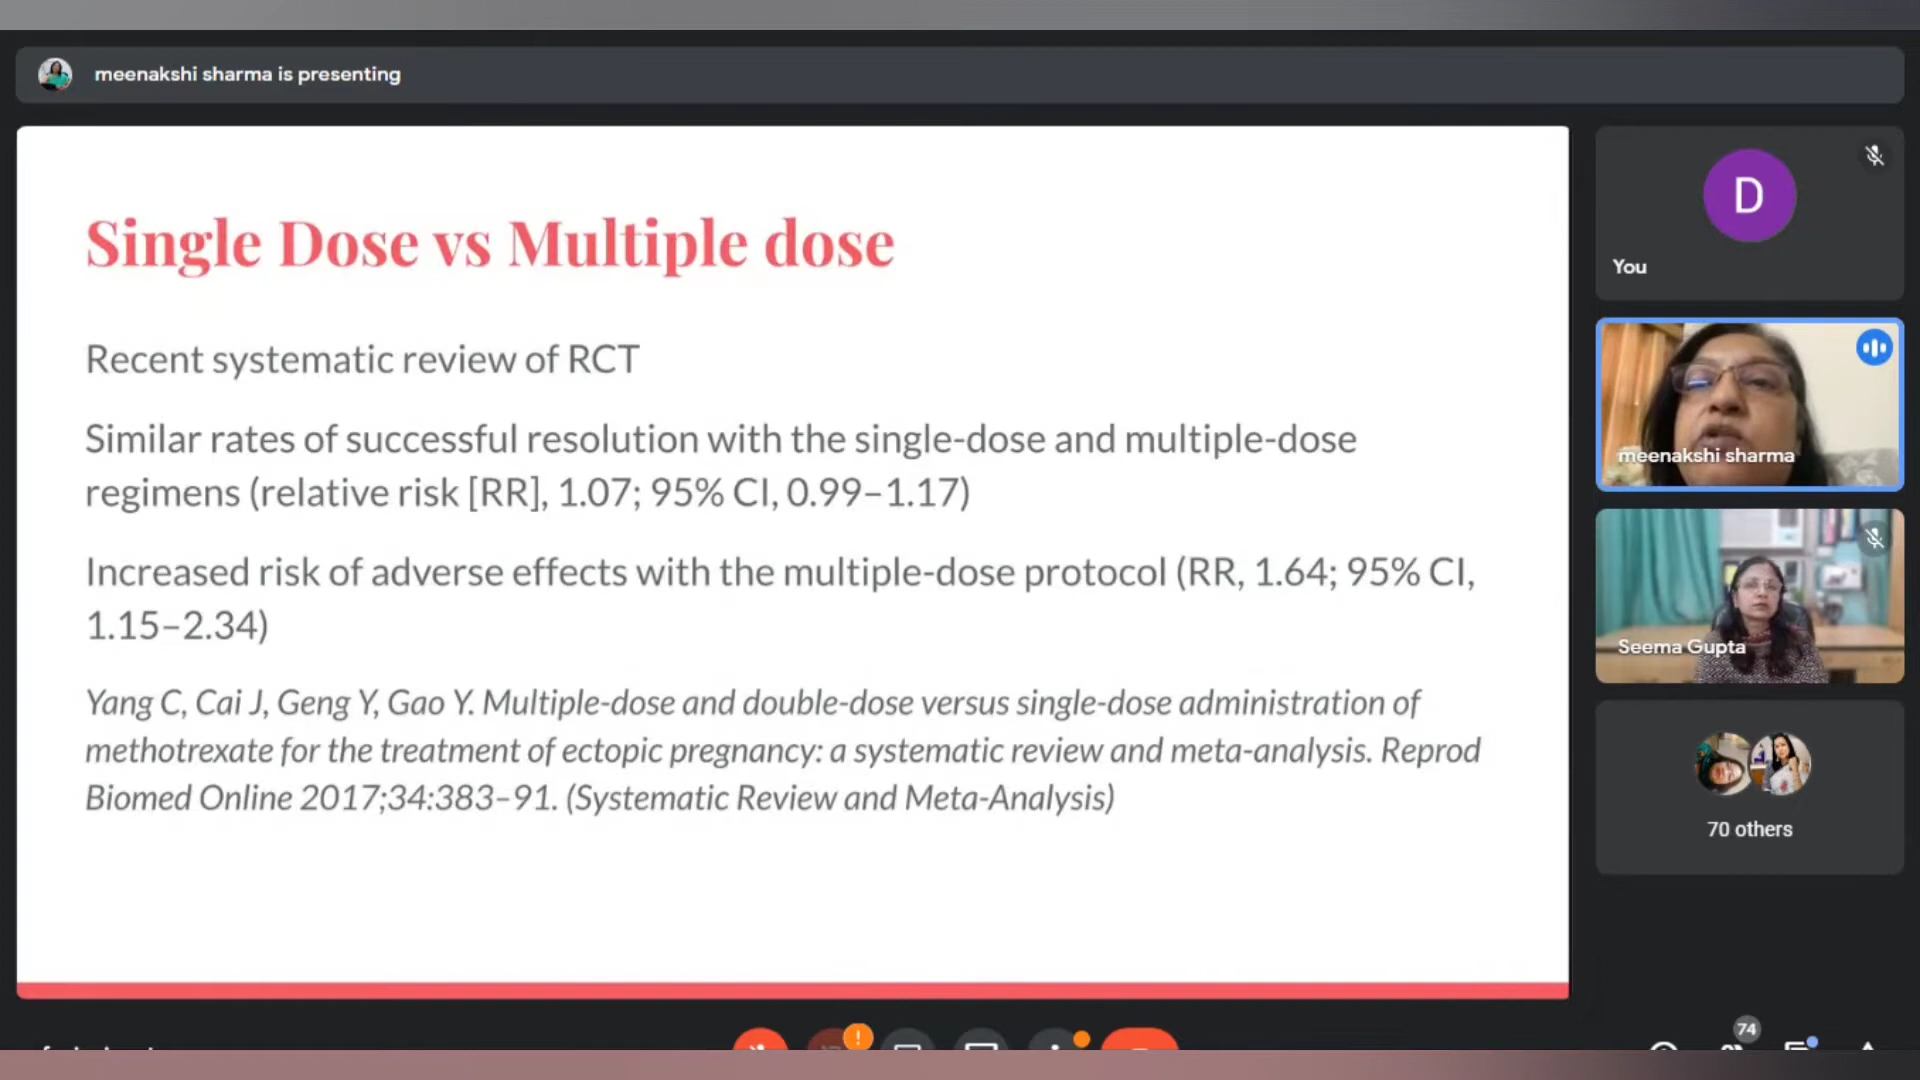 meenakshi sharma is presenting
Single Dose vs Multiple dose
Recent systematic review of RCT
Similar rates of successful resolution with the single-dose and multiple-dose
regimens (relative risk [RR], 1.07; 95% CI, 0.99–1.17)
Increased risk of adverse effects with the multiple-dose protocol (RR, 1.64; 95% CI,
1.15–2.34)
Yang C, Cai J, Geng Y, Gao Y. Multiple-dose and double-dose versus single-dose administration of
methotrexate for the treatment of ectopic pregnancy: a systematic review and meta-analysis. Reprod
Biomed Online 2017;34:383–91. (Systematic Review and Meta-Analysis)
D
You
meenakshi sharma
Seema Gupta
70 others
!
74